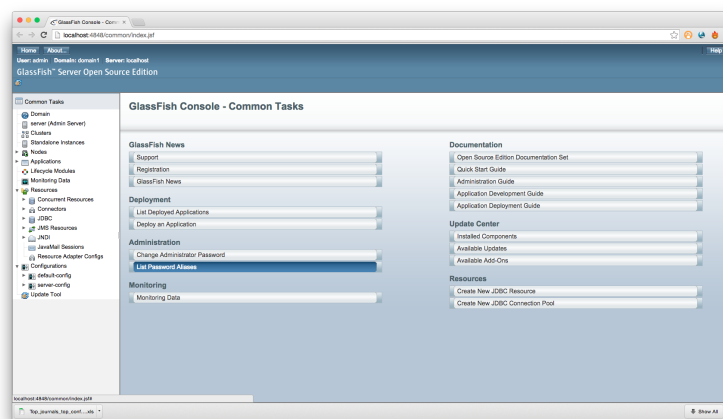 GlassFish Console - Comm
localhost:4848/common/index.jsf
Home About...
Help
User: admin Domain: domain1 Server: localhost
GlassFish™ Server Open Source Edition
Common Tasks
Domain
server (Admin Server)
Clusters
Standalone Instances
Nodes
Applications
Lifecycle Modules
Monitoring Data
Resources
Concurrent Resources
Connectors
JDBC
JMS Resources
JNDI
JavaMail Sessions
Resource Adapter Configs
Configurations
default-config
server-config
Update Tool
GlassFish Console - Common Tasks
GlassFish News
Support
Registration
GlassFish News
Deployment
List Deployed Applications
Deploy an Application
Administration
Change Administrator Password
List Password Aliases
Monitoring
Monitoring Data
Documentation
Open Source Edition Documentation Set
Quick Start Guide
Administration Guide
Application Development Guide
Application Deployment Guide
Update Center
Installed Components
Available Updates
Available Add-Ons
Resources
Create New JDBC Resource
Create New JDBC Connection Pool
localhost:4848/common/index.jsf#
Top_journals_top_conf....xls
Show All